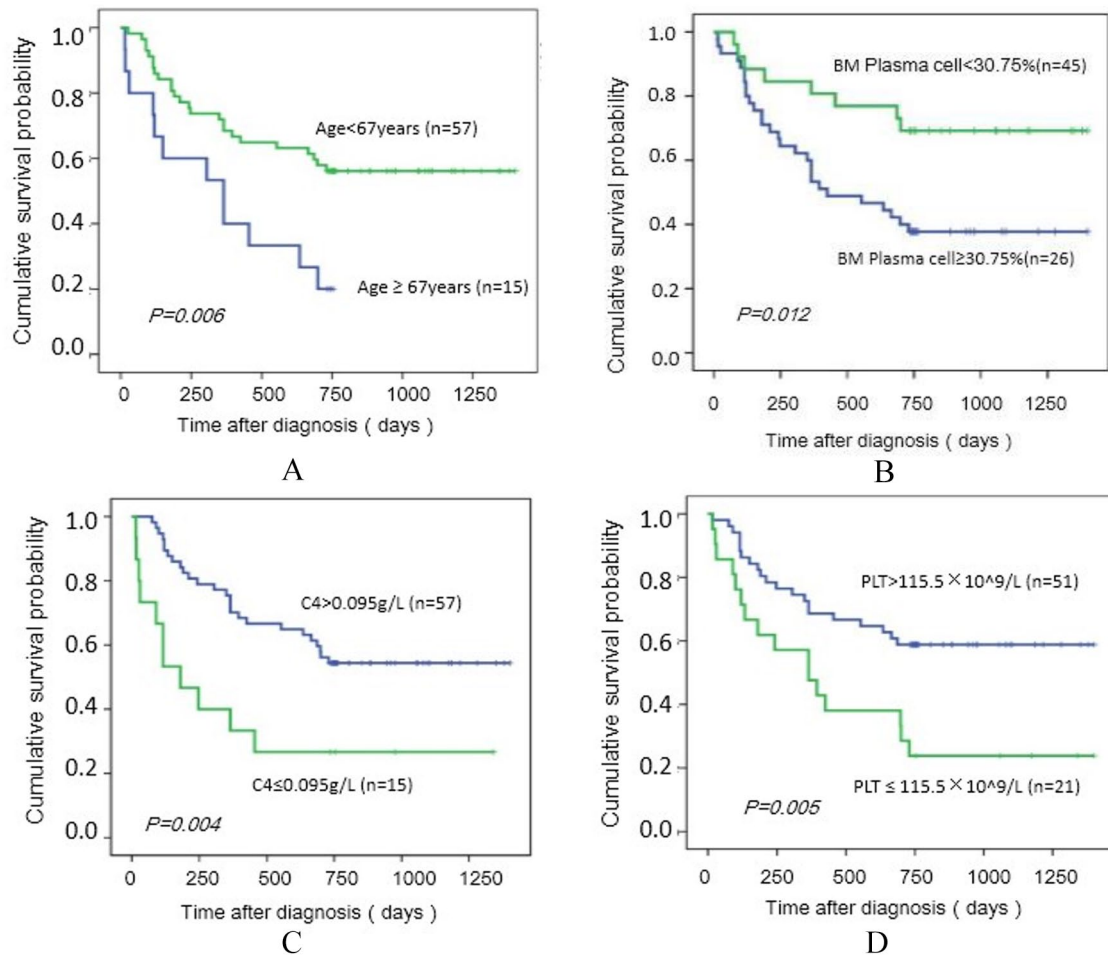 Cumulative survival probability
1.0
0.8
0.6
0.4
0.2
0.0
Age<67years (n=57)
Age ≥ 67years (n=15)
P=0.006
0 250 500 750 1000 1250
Time after diagnosis ( days )
A
Cumulative survival probability
1.0
0.8
0.6
0.4
0.2
0.0
BM Plasma cell<30.75%(n=45)
BM Plasma cell≥30.75%(n=26)
P=0.012
0 250 500 750 1000 1250
Time after diagnosis ( days )
B
Cumulative survival probability
1.0
0.8
0.6
0.4
0.2
0.0
C4>0.095g/L (n=57)
C4≤0.095g/L (n=15)
P=0.004
0 250 500 750 1000 1250
Time after diagnosis ( days )
C
Cumulative survival probability
1.0
0.8
0.6
0.4
0.2
0.0
PLT>115.5×10^9/L (n=51)
PLT ≤ 115.5×10^9/L (n=21)
P=0.005
0 250 500 750 1000 1250
Time after diagnosis ( days )
D